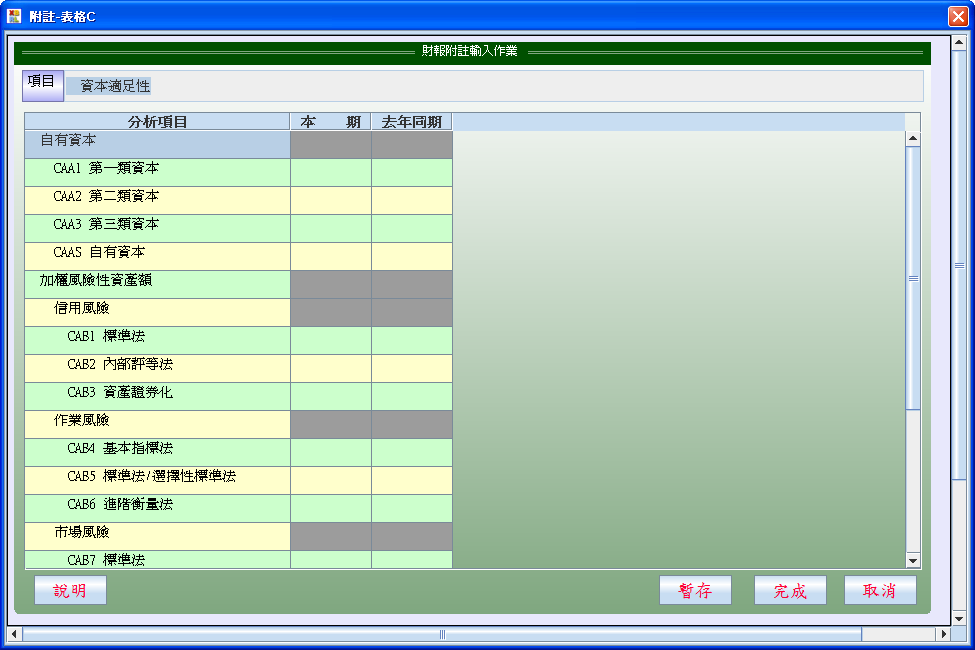 附註-表格C
財報附註輸入作業
項目 資本適足性
分析項目 本 期 去年同期
自有資本
CAA1 第一類資本
CAA2 第二類資本
CAA3 第三類資本
CAAS 自有資本
加權風險性資產額
信用風險
CAB1 標準法
CAB2 內部評等法
CAB3 資產證券化
作業風險
CAB4 基本指標法
CAB5 標準法/選擇性標準法
CAB6 進階衡量法
市場風險
CAB7 標準法
說明 暫存 完成 取消